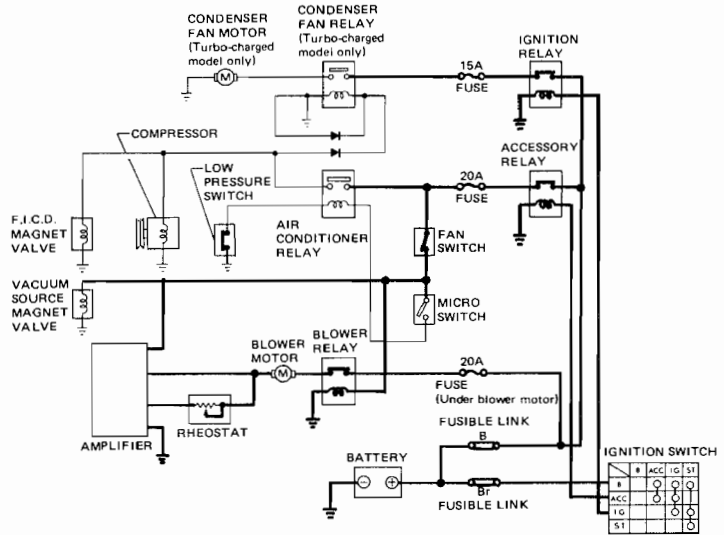 CONDENSER
FAN MOTOR
(Turbo-charged
model only)
CONDENSER
FAN RELAY
(Turbo-charged
model only)
15A
FUSE
IGNITION
RELAY
M
COMPRESSOR
LOW
PRESSURE
SWITCH
ACCESSORY
RELAY
20A
FUSE
F.I.C.D.
MAGNET
VALVE
AIR
CONDITIONER
RELAY
FAN
SWITCH
VACUUM
SOURCE
MAGNET
VALVE
MICRO
SWITCH
BLOWER
MOTOR
BLOWER
RELAY
M
20A
FUSE
(Under blower motor)
AMPLIFIER
RHEOSTAT
FUSIBLE LINK
B
BATTERY
Br
FUSIBLE LINK
IGNITION SWITCH
B ACC IG ST
B
ACC
IG
ST